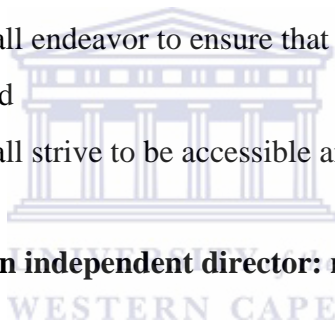 all endeavor to ensure that
d
all strive to be accessible a
n independent director:
UNIVERSITY of the
WESTERN CAPE